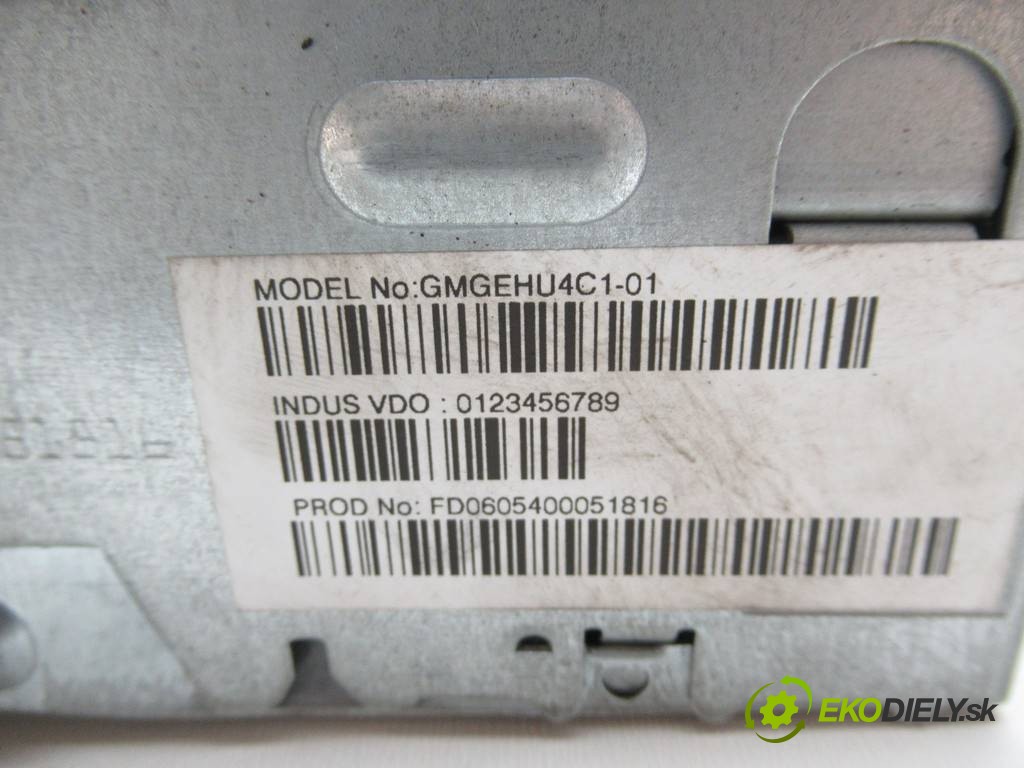 MODEL No:GMGEHU4C1-01
INDUS VDO : 0123456789
PROD No: FD0605400051816
EKODIELY.sk